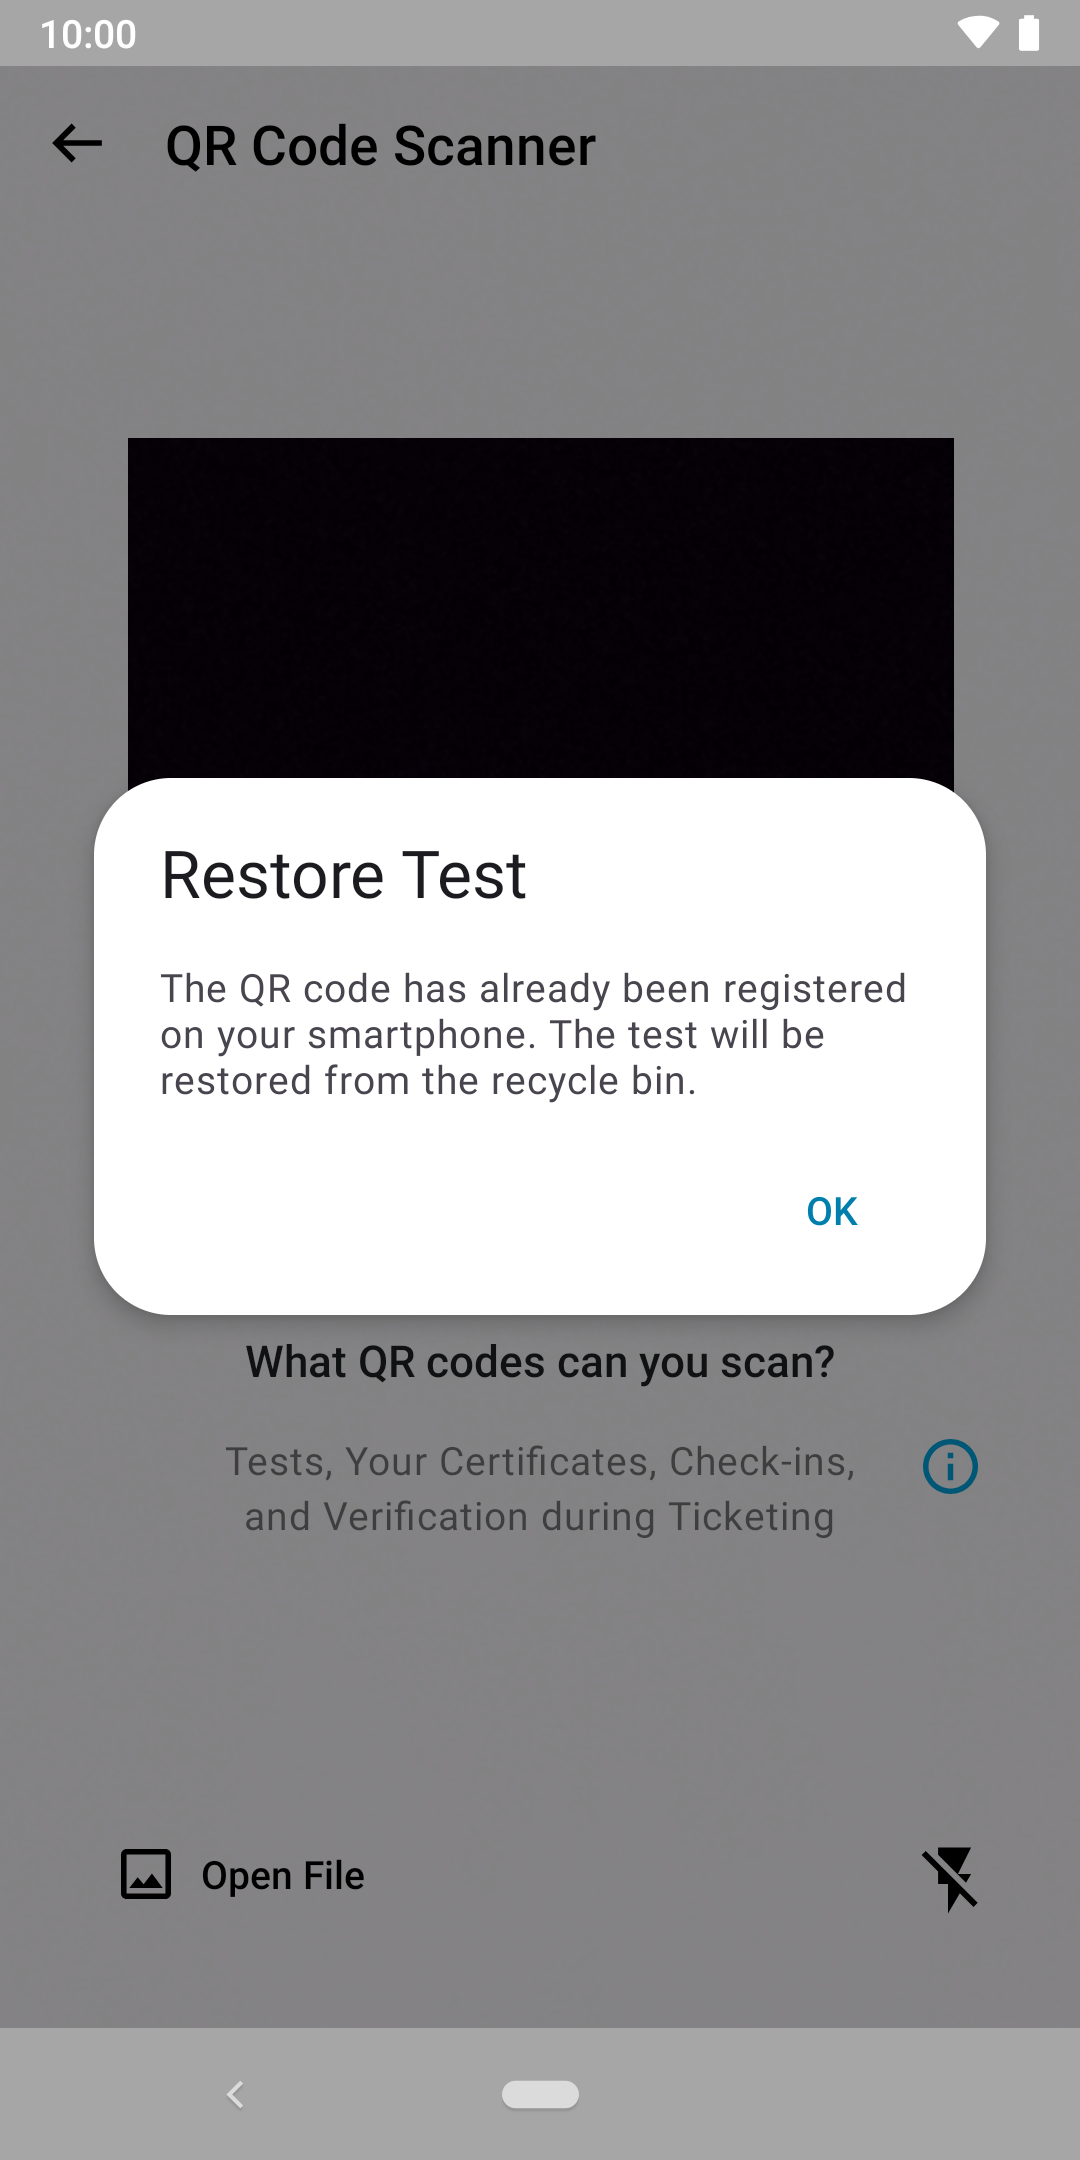 10:00
QR Code Scanner
Restore Test
The QR code has already been registered
on your smartphone. The test will be
restored from the recycle bin.
OK
What QR codes can you scan?
Tests, Your Certificates, Check-ins,
and Verification during Ticketing
Open File